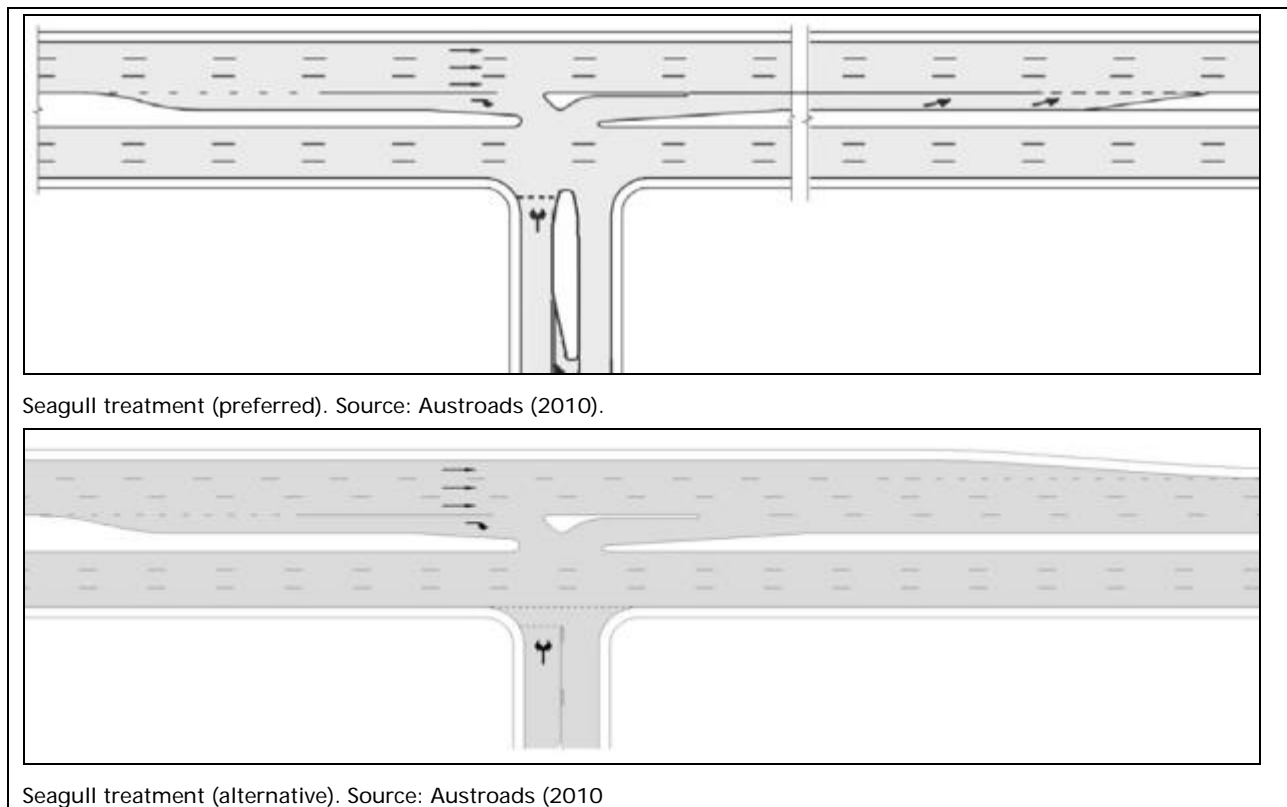 Seagull treatment (preferred). Source: Austroads (2010).
Seagull treatment (alternative). Source: Austroads (2010